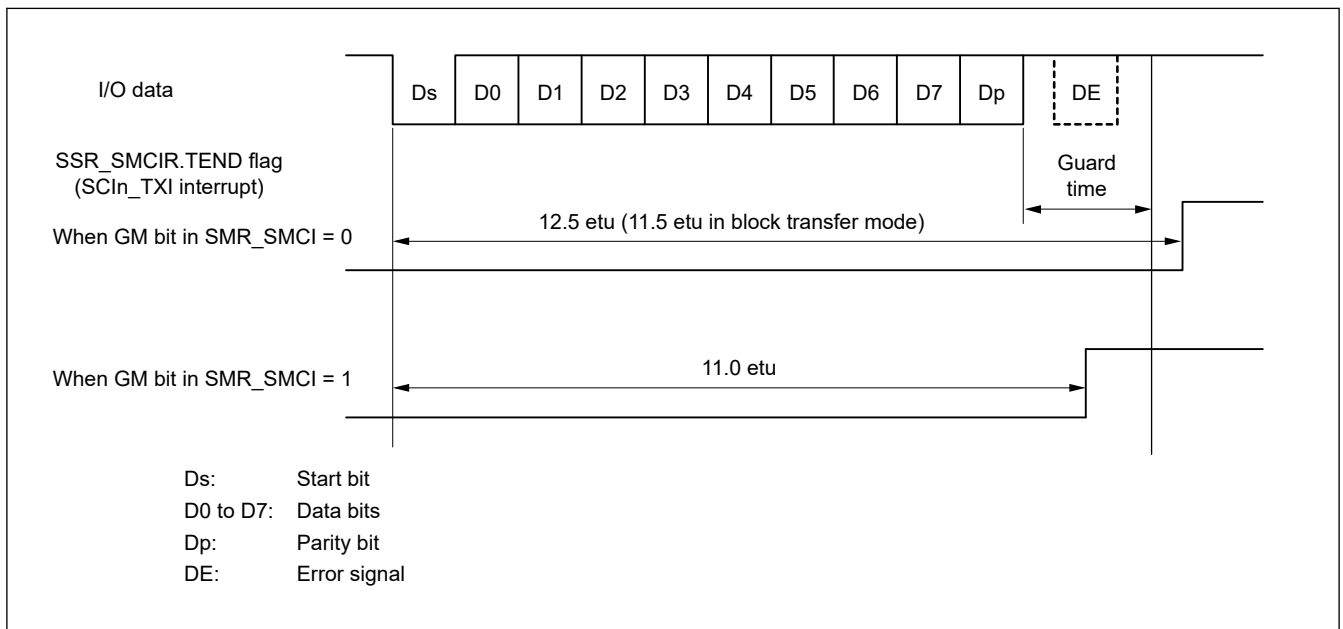 I/O data
Ds D0 D1 D2 D3 D4 D5 D6 D7 Dp DE
SSR_SMCIR.TEND flag
(SCIn_TXI interrupt)
Guard
time
When GM bit in SMR_SMCI = 0
12.5 etu (11.5 etu in block transfer mode)
When GM bit in SMR_SMCI = 1
11.0 etu
Ds: Start bit
D0 to D7: Data bits
Dp: Parity bit
DE: Error signal